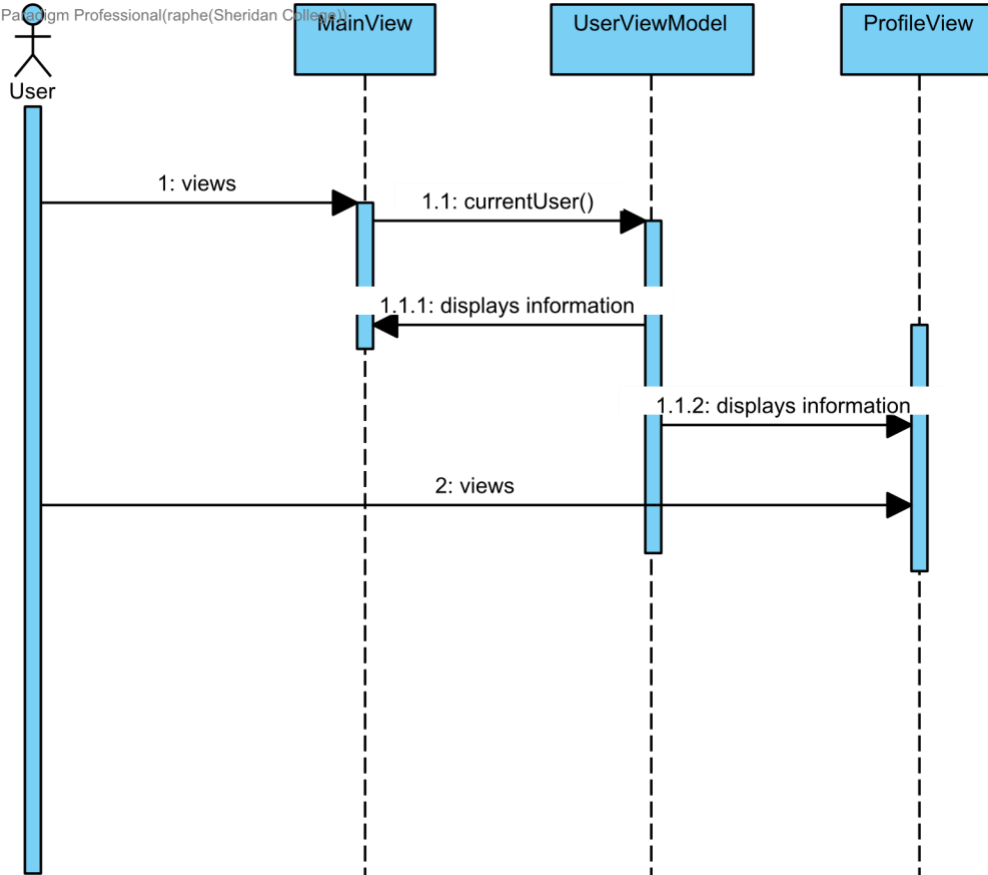 Paradigm Professional(raphe(Sheridan College))
User
MainView
UserViewModel
ProfileView
1: views
1.1: currentUser()
1.1.1: displays information
1.1.2: displays information
2: views